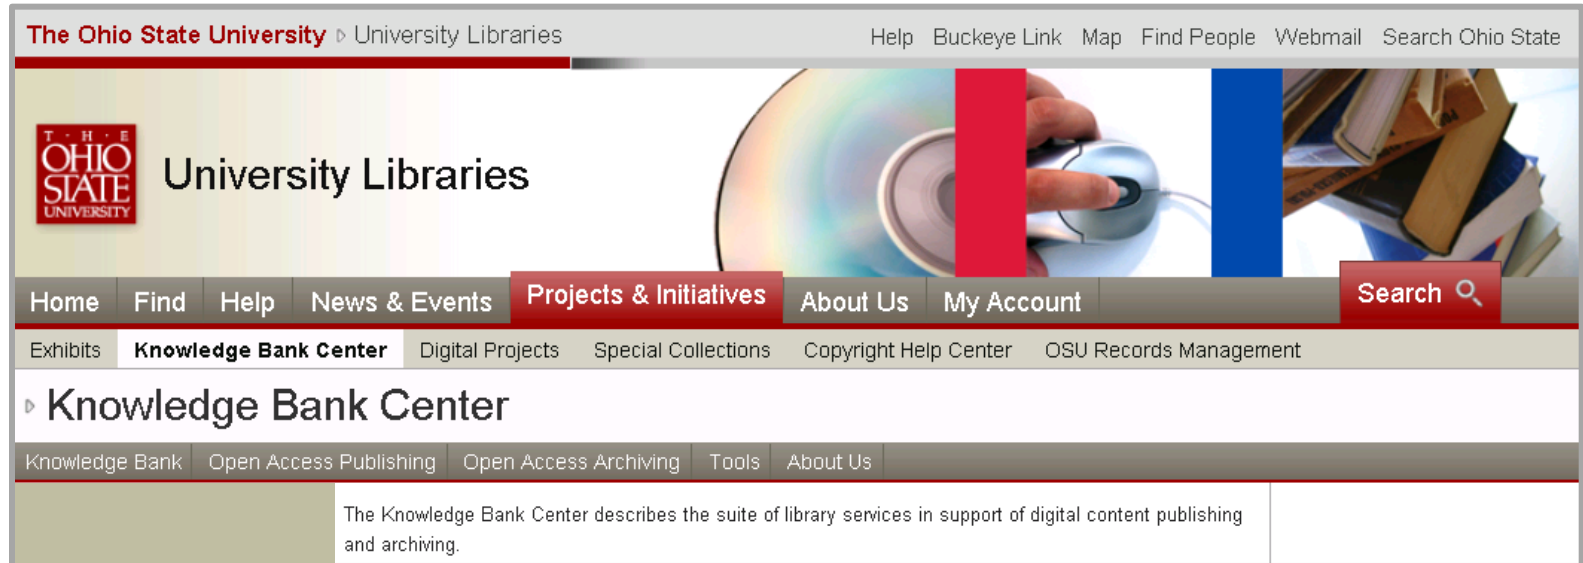 The Ohio State University University Libraries
Help Buckeye Link Map Find People Webmail Search Ohio State
T·H·E
OHIO
STATE
UNIVERSITY
University Libraries
Home Find Help News & Events Projects & Initiatives About Us My Account Search
Exhibits Knowledge Bank Center Digital Projects Special Collections Copyright Help Center OSU Records Management
Knowledge Bank Center
Knowledge Bank Open Access Publishing Open Access Archiving Tools About Us
The Knowledge Bank Center describes the suite of library services in support of digital content publishing
and archiving.